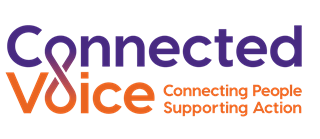 Connected
Voice
Connecting People
Supporting Action